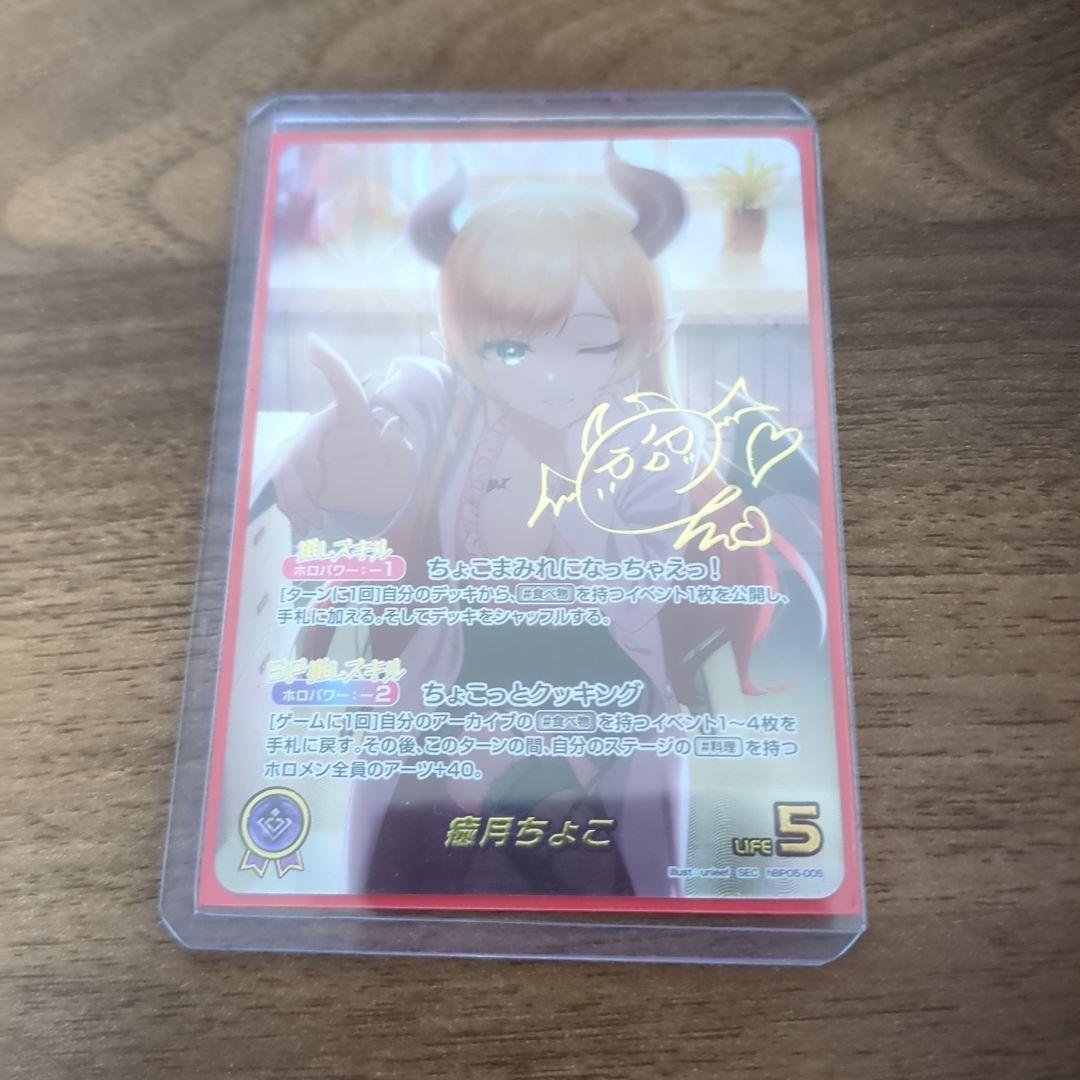 推しスキル
ホロパワー：－1 ちょこまみれになっちゃえっ！
[ターンに1回]自分のデッキから、#食べ物を持つイベント1枚を公開し、
手札に加える。そしてデッキをシャッフルする。
SP推しスキル
ホロパワー：－2 ちょこっとクッキング
[ゲームに1回]自分のアーカイブの#食べ物を持つイベント1～4枚を
手札に戻す。その後、このターンの間、自分のステージの#料理を持つ
ホロメン全員のアーツ+40。
癒月ちょこ
LIFE 5
illust unieef SEC hBP05-005